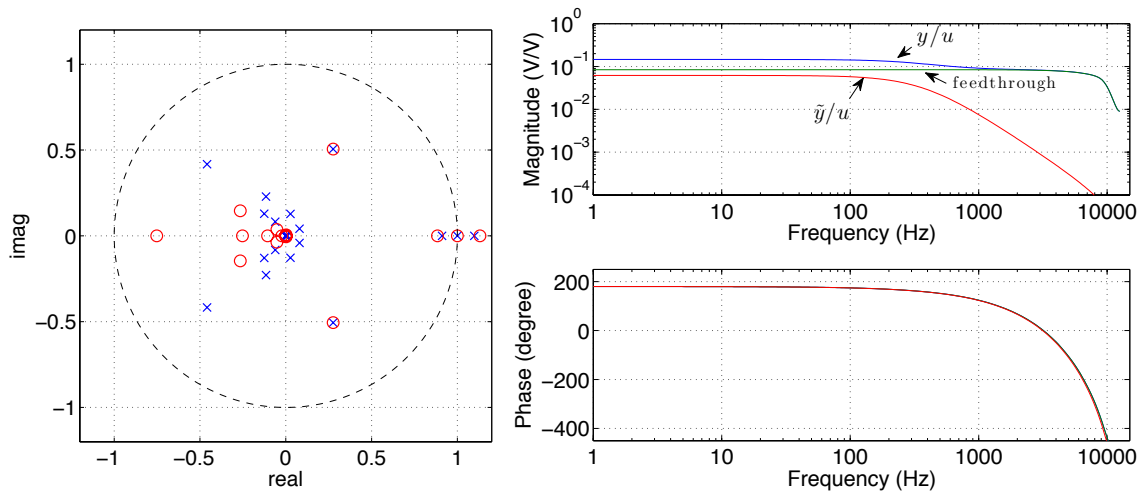 1
0.5
0
−0.5
−1
imag
−1 −0.5 0 0.5 1
real
10^0
10^−1
10^−2
10^−3
10^−4
Magnitude (V/V)
y/u
feedthrough
ỹ/u
1 10 100 1000 10000
Frequency (Hz)
200
0
−200
−400
Phase (degree)
1 10 100 1000 10000
Frequency (Hz)